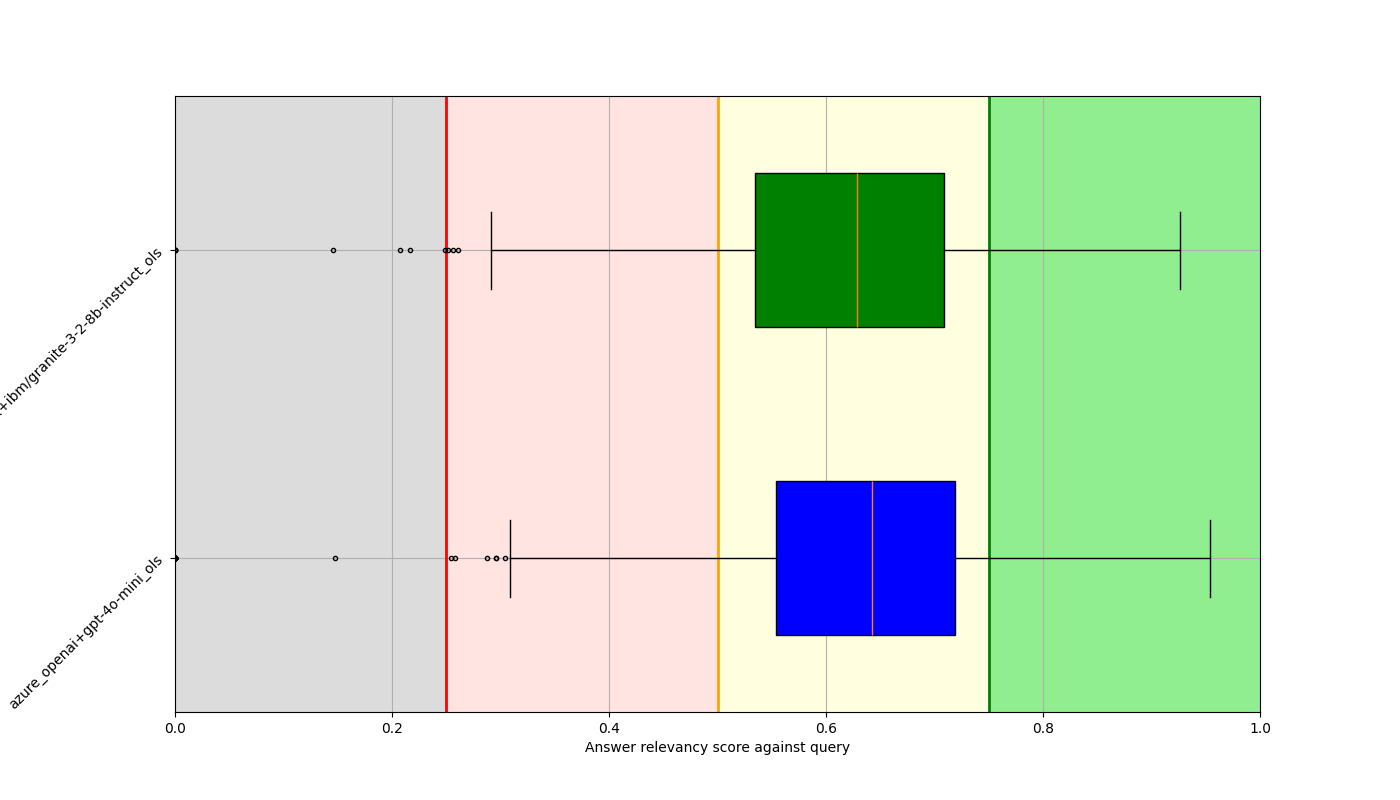 +ibm/granite-3-2-8b-instruct_ols
azure_openai+gpt-4o-mini_ols
0.0 0.2 0.4 0.6 0.8 1.0
Answer relevancy score against query